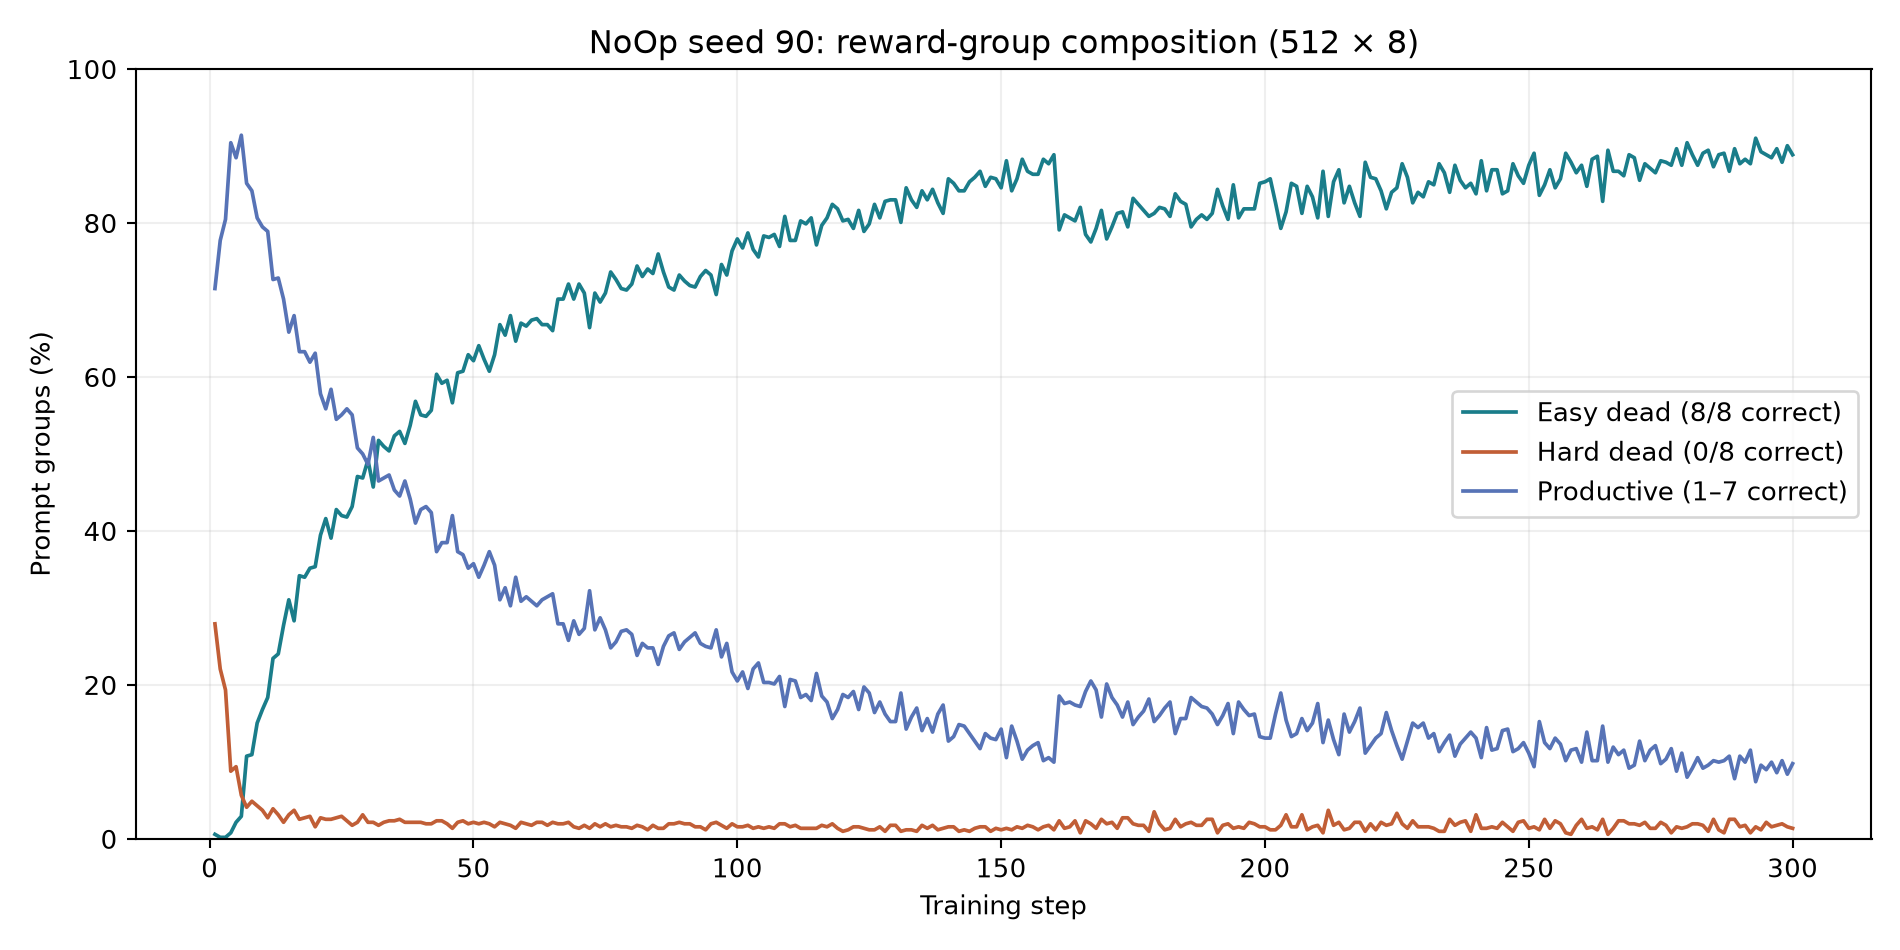 NoOp seed 90: reward-group composition (512 × 8)
100
80
60
40
20
0
Prompt groups (%)
Easy dead (8/8 correct)
Hard dead (0/8 correct)
Productive (1–7 correct)
0
50
100
150
200
250
300
Training step